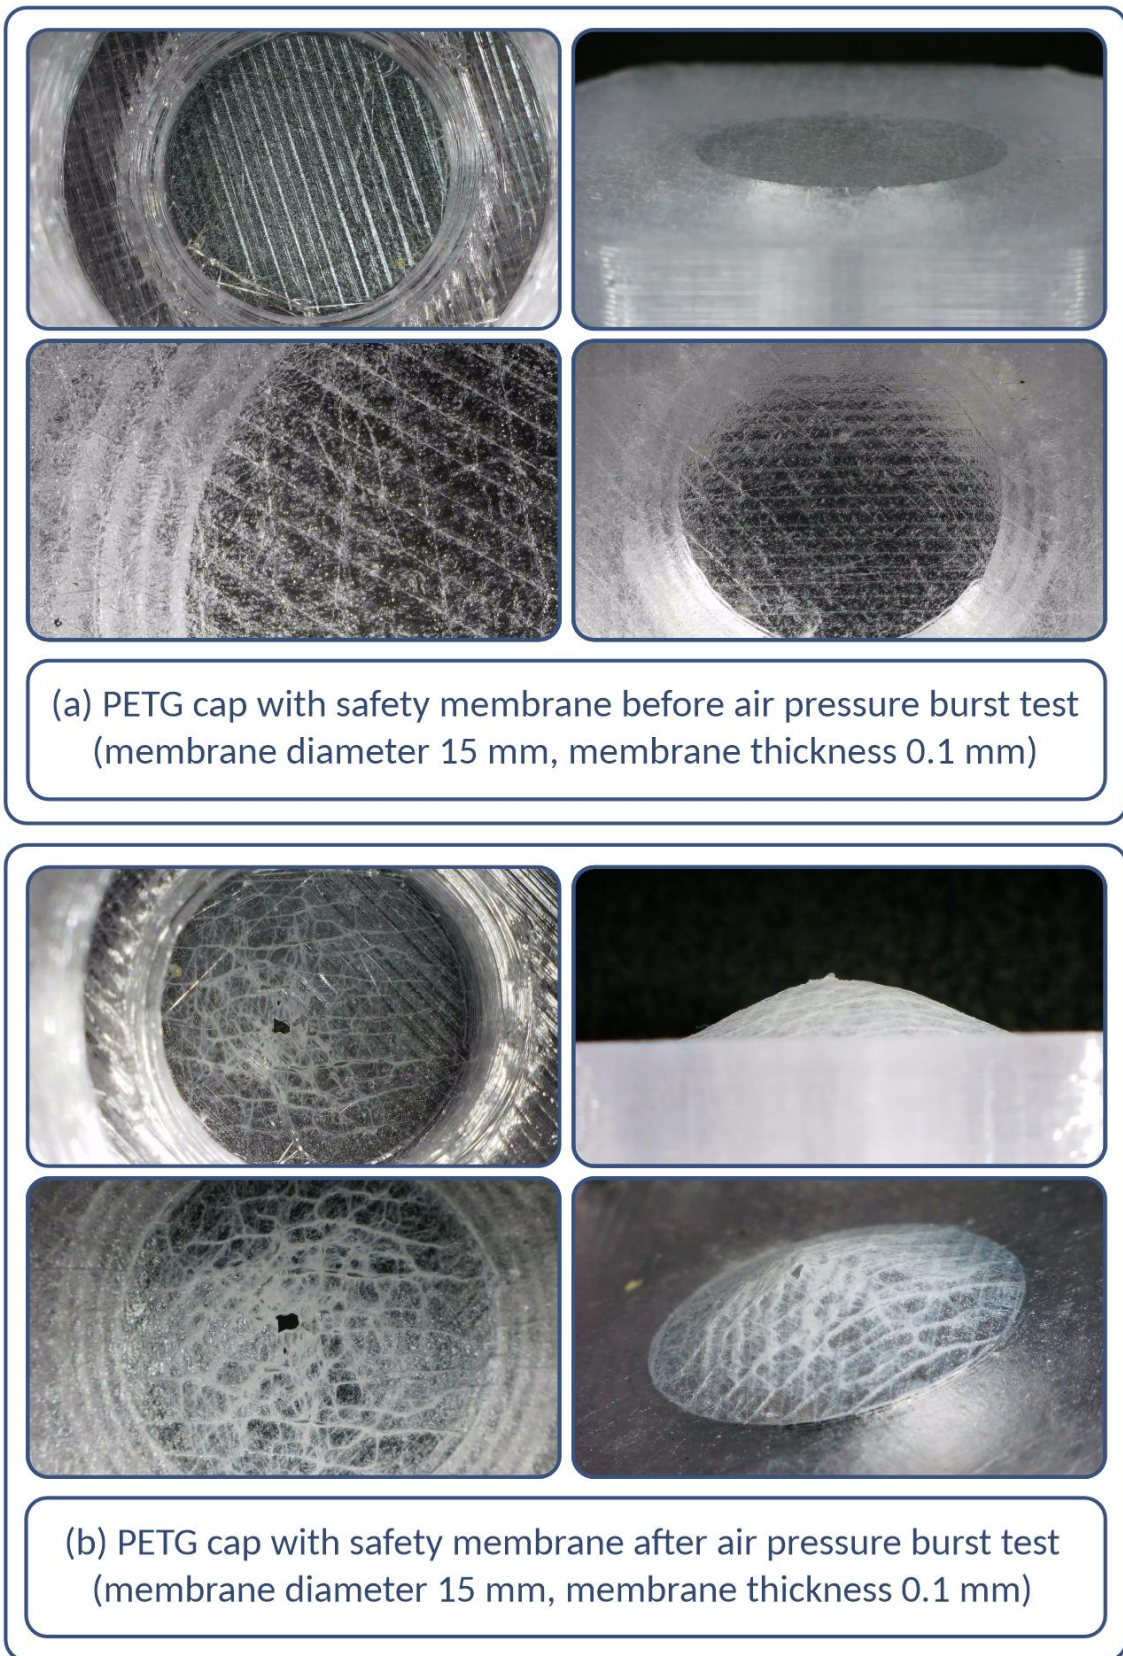 (a) PETG cap with safety membrane before air pressure burst test
(membrane diameter 15 mm, membrane thickness 0.1 mm)
(b) PETG cap with safety membrane after air pressure burst test
(membrane diameter 15 mm, membrane thickness 0.1 mm)